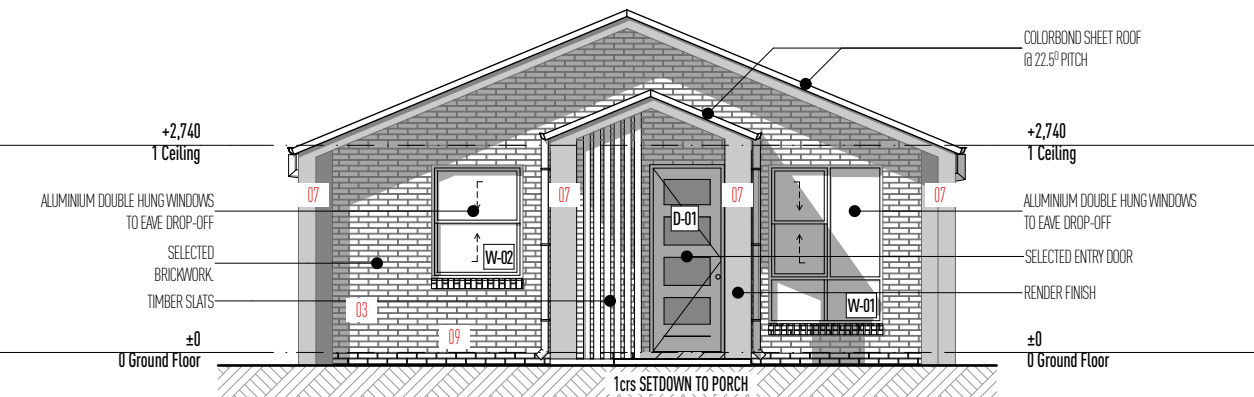 COLORBOND SHEET ROOF
@ 22.5⁰ PITCH
+2,740
1 Ceiling
+2,740
1 Ceiling
07
07
07
07
ALUMINIUM DOUBLE HUNG WINDOWS
TO EAVE DROP-OFF
ALUMINIUM DOUBLE HUNG WINDOWS
TO EAVE DROP-OFF
D-01
SELECTED
BRICKWORK.
W-02
SELECTED ENTRY DOOR
TIMBER SLATS
RENDER FINISH
03
W-01
09
±0
0 Ground Floor
±0
0 Ground Floor
1crs SETDOWN TO PORCH